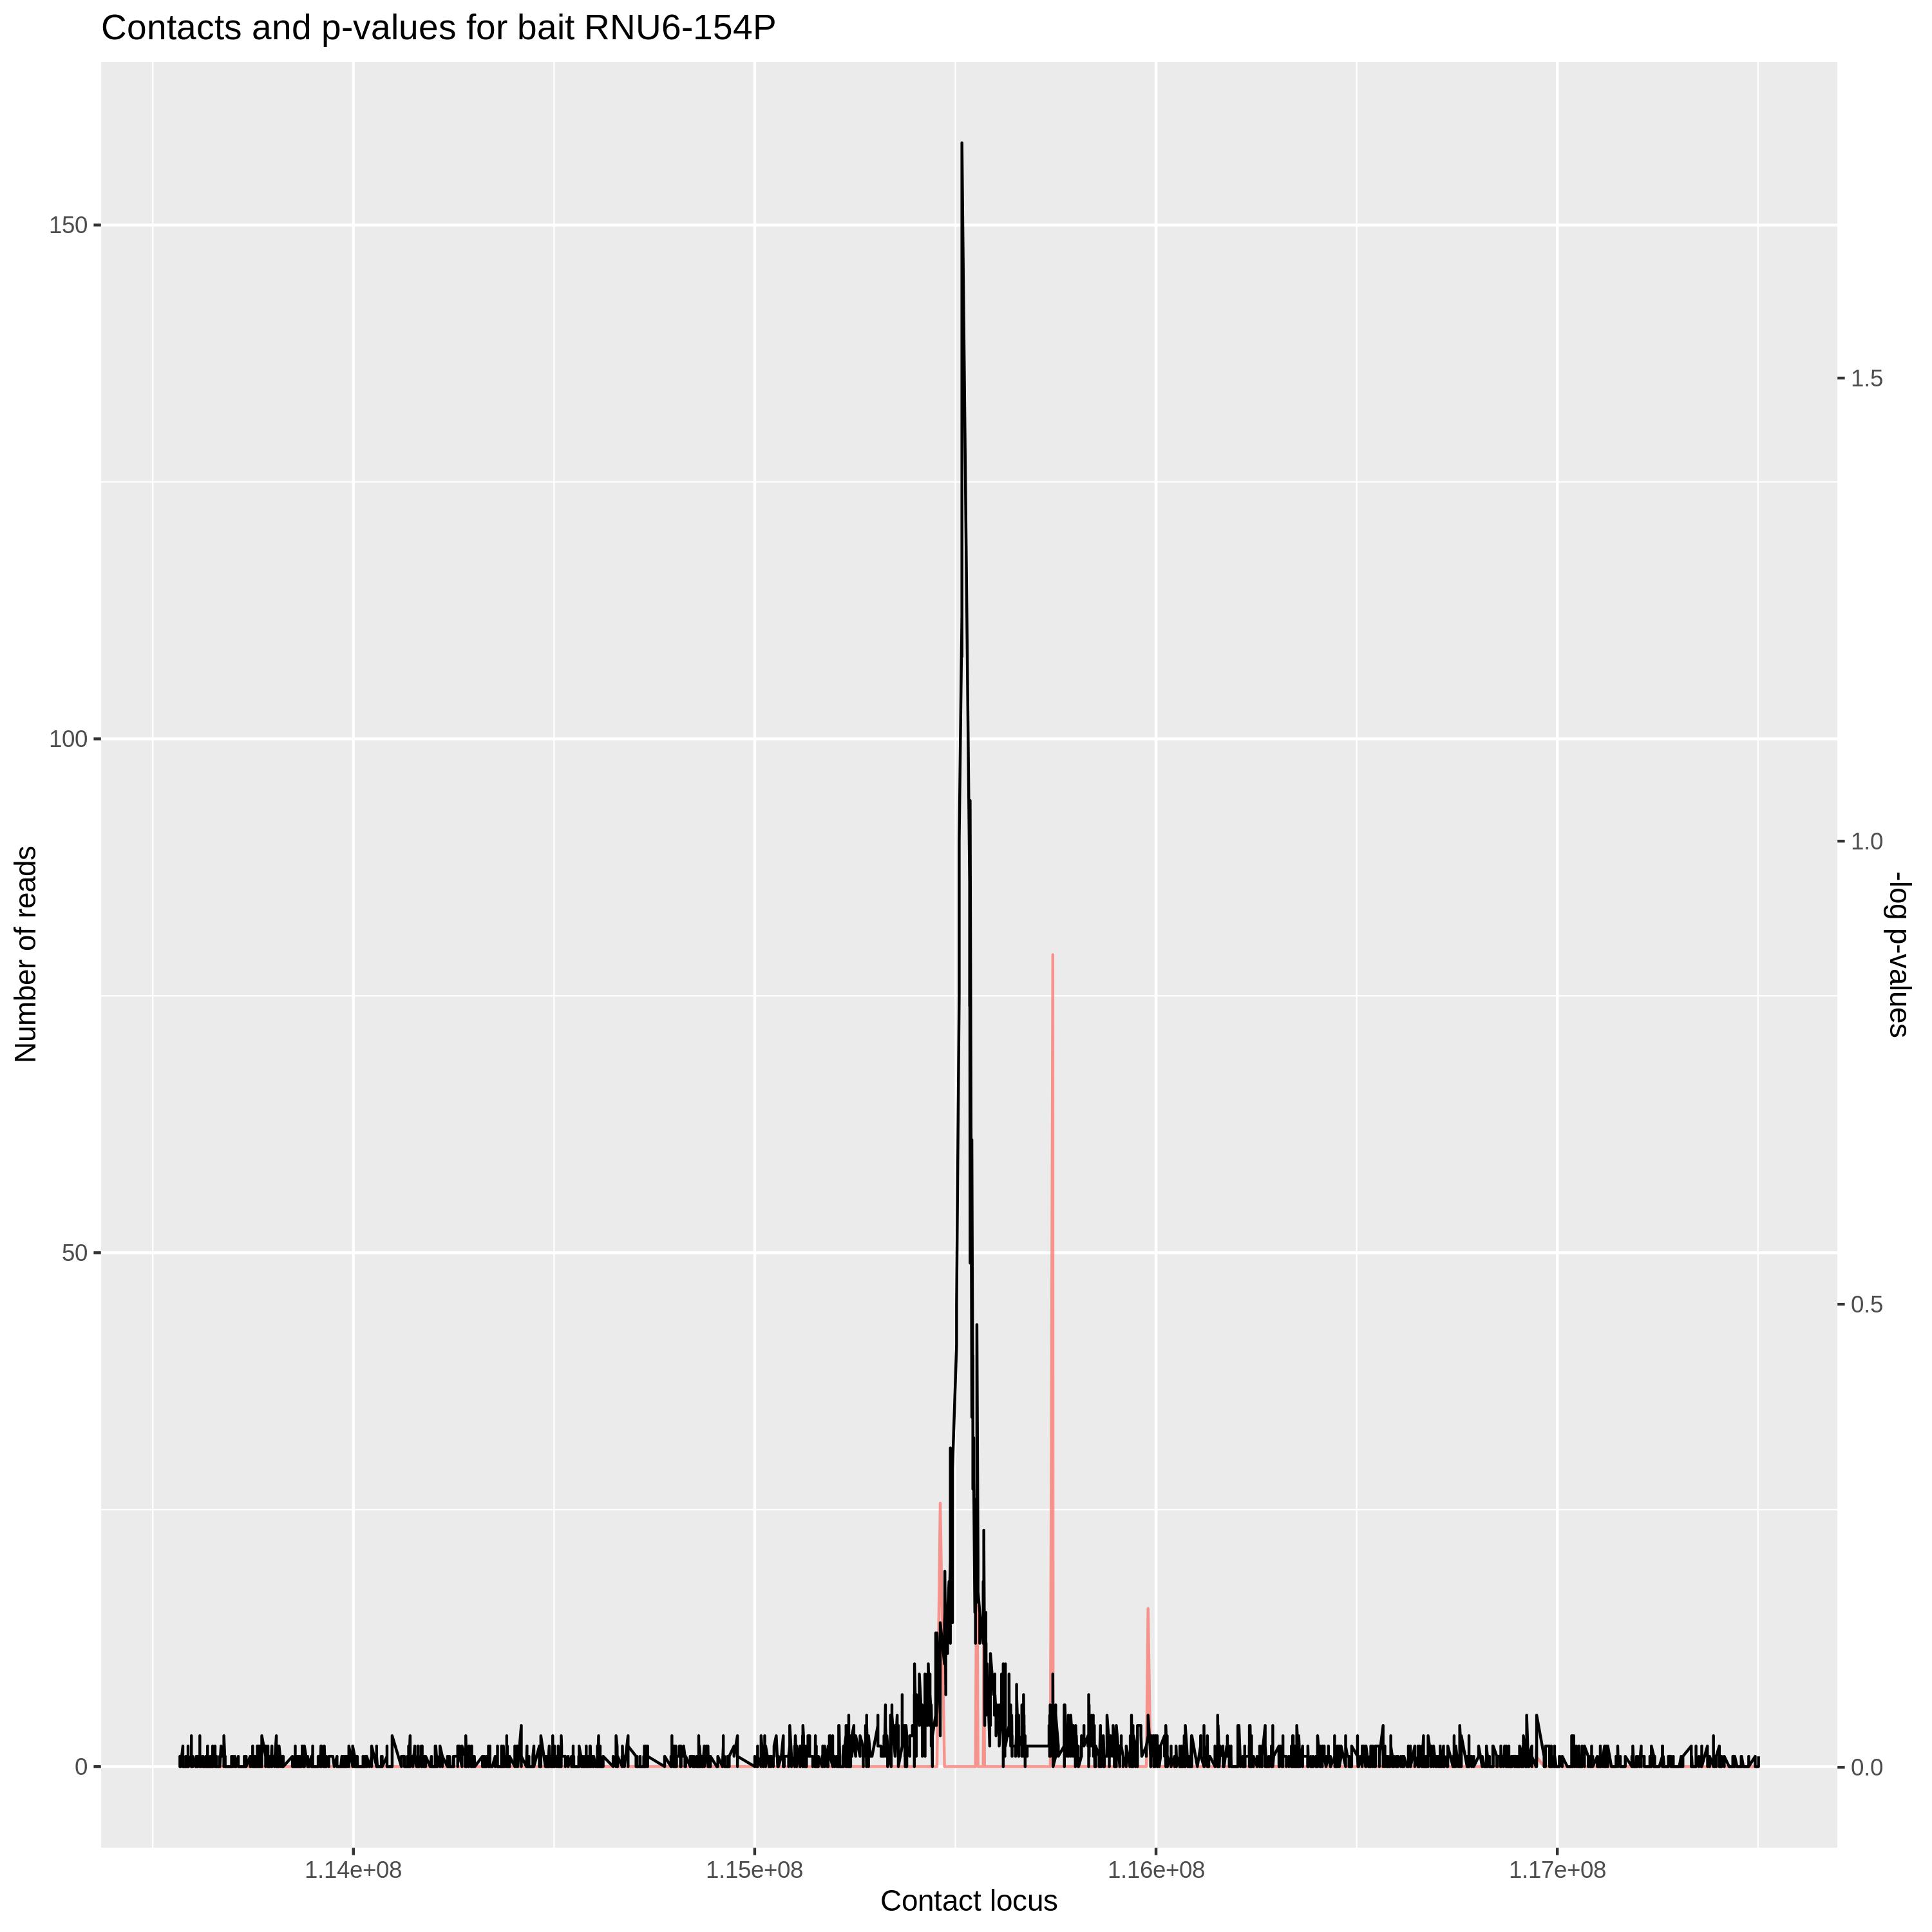 Contacts and p-values for bait RNU6-154P
150
100
50
0
1.5
1.0
0.5
0.0
Number of reads
-log p-values
1.14e+08
1.15e+08
1.16e+08
1.17e+08
Contact locus